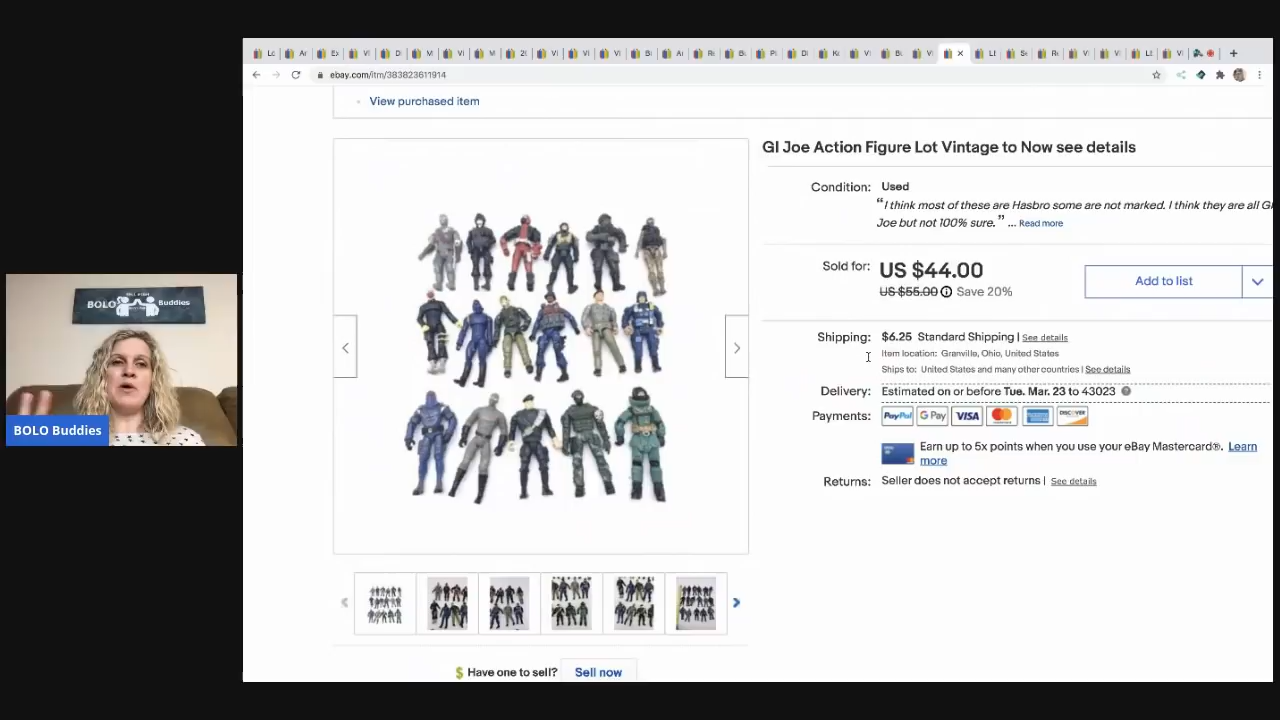 ebay.com/itm/383823611914
View purchased item
GI Joe Action Figure Lot Vintage to Now see details
Condition: Used
“I think most of these are Hasbro some are not marked. I think they are all GI
Joe but not 100% sure.” ... Read more
Sold for: US $44.00
US $55.00 Save 20%
Add to list
Shipping: $6.25 Standard Shipping | See details
Item location: Granville, Ohio, United States
Ships to: United States and many other countries | See details
Delivery: Estimated on or before Tue. Mar. 23 to 43023
Payments: PayPal G Pay VISA
DISCOVER
Earn up to 5x points when you use your eBay Mastercard®. Learn
more
Returns: Seller does not accept returns | See details
Have one to sell? Sell now
BOLO Buddies
BOLO Buddies